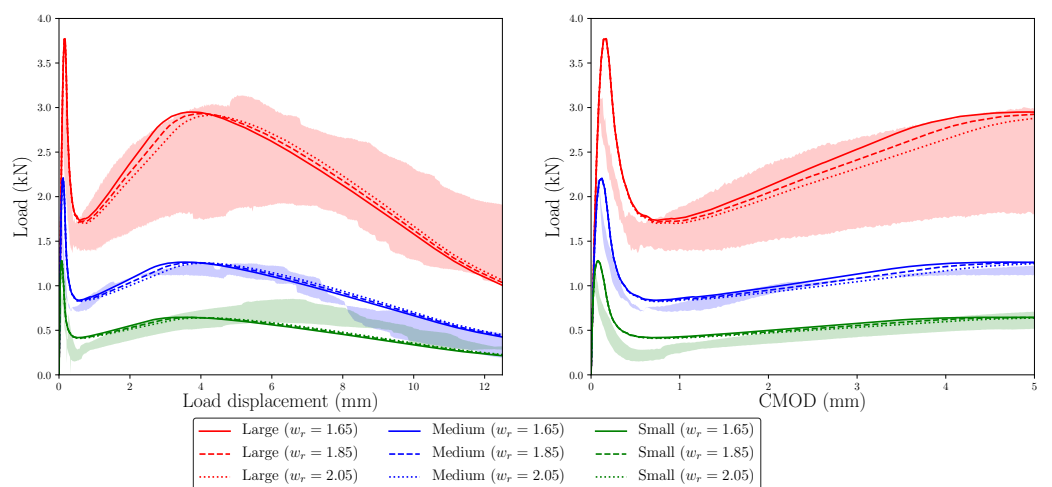 4.0
3.5
3.0
2.5
2.0
1.5
1.0
0.5
0.0
Load (kN)
0 2 4 6 8 10 12
Load displacement (mm)
4.0
3.5
3.0
2.5
2.0
1.5
1.0
0.5
0.0
Load (kN)
0 1 2 3 4 5
CMOD (mm)
Large (w_r = 1.65) Medium (w_r = 1.65) Small (w_r = 1.65)
Large (w_r = 1.85) Medium (w_r = 1.85) Small (w_r = 1.85)
Large (w_r = 2.05) Medium (w_r = 2.05) Small (w_r = 2.05)